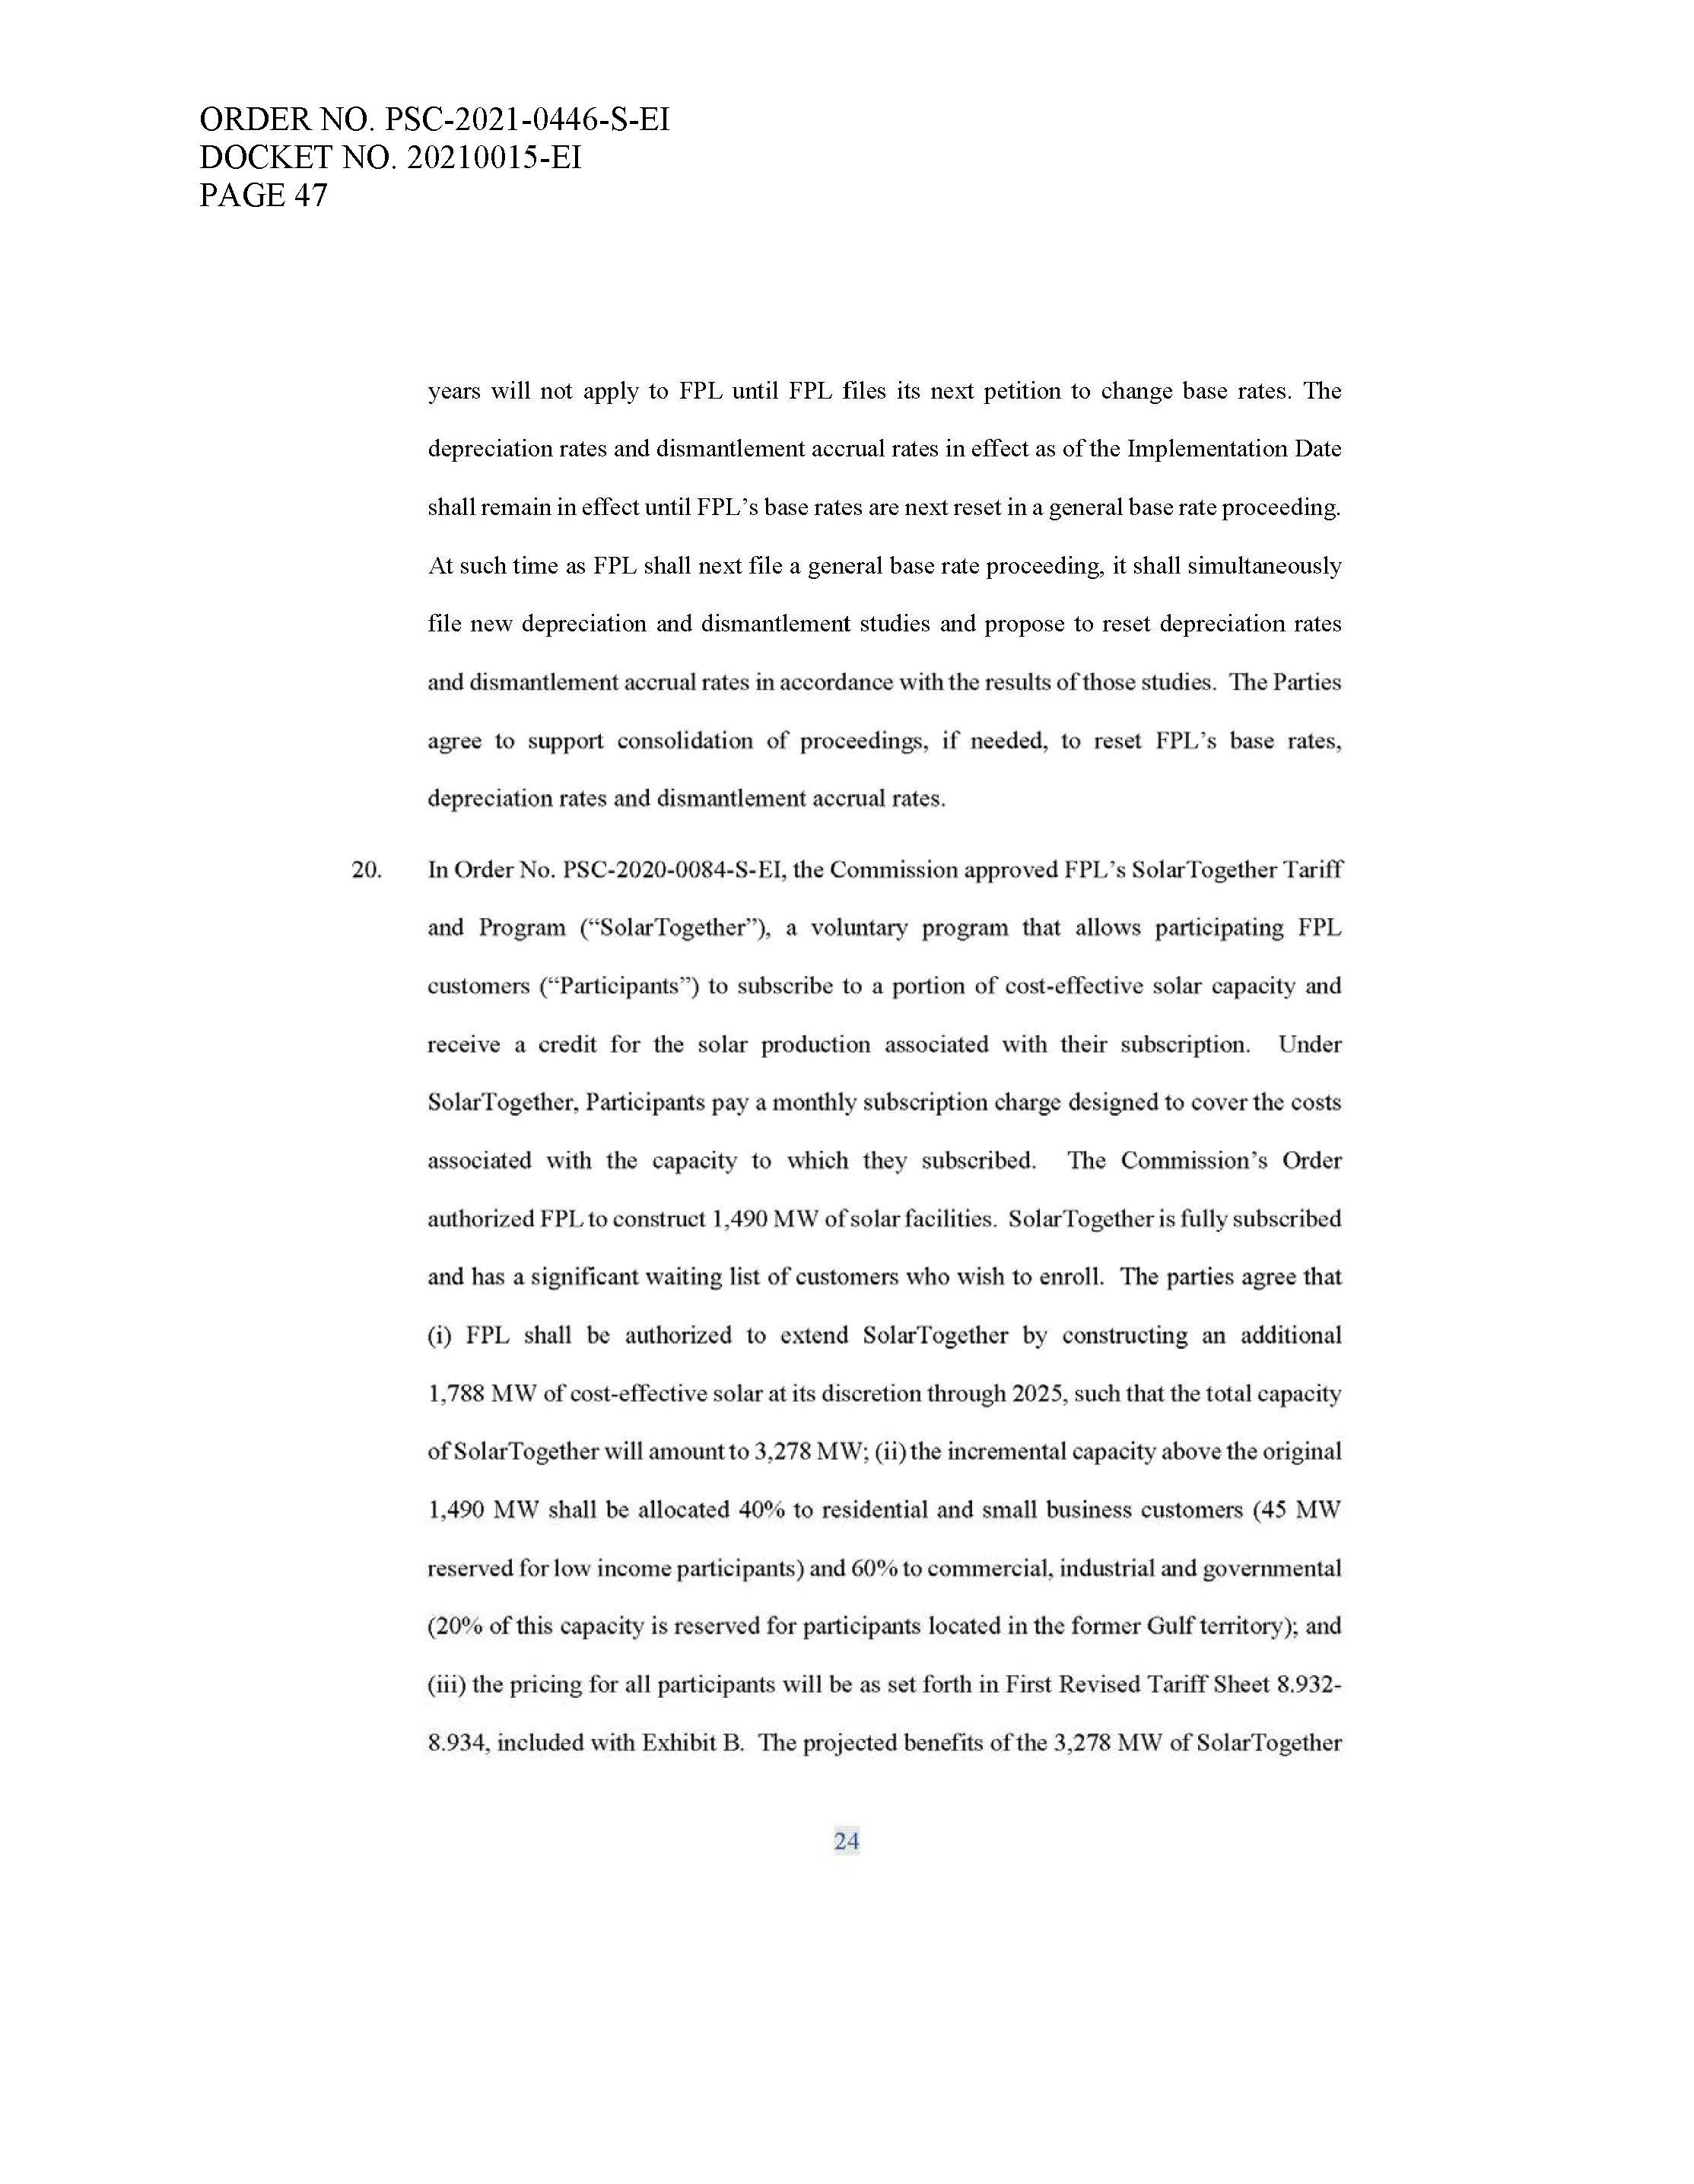 ORDER NO. PSC-2021-0446-S-EI
DOCKET NO. 20210015-EI
PAGE 47
years will not apply to FPL until FPL files its next petition to change base rates. The
depreciation rates and dismantlement accrual rates in effect as of the Implementation Date
shall remain in effect until FPL’s base rates are next reset in a general base rate proceeding.
At such time as FPL shall next file a general base rate proceeding, it shall simultaneously
file new depreciation and dismantlement studies and propose to reset depreciation rates
and dismantlement accrual rates in accordance with the results of those studies. The Parties
agree to support consolidation of proceedings, if needed, to reset FPL’s base rates,
depreciation rates and dismantlement accrual rates.
20. In Order No. PSC-2020-0084-S-EI, the Commission approved FPL’s SolarTogether Tariff
and Program (“SolarTogether”), a voluntary program that allows participating FPL
customers (“Participants”) to subscribe to a portion of cost-effective solar capacity and
receive a credit for the solar production associated with their subscription. Under
SolarTogether, Participants pay a monthly subscription charge designed to cover the costs
associated with the capacity to which they subscribed. The Commission’s Order
authorized FPL to construct 1,490 MW of solar facilities. SolarTogether is fully subscribed
and has a significant waiting list of customers who wish to enroll. The parties agree that
(i) FPL shall be authorized to extend SolarTogether by constructing an additional
1,788 MW of cost-effective solar at its discretion through 2025, such that the total capacity
of SolarTogether will amount to 3,278 MW; (ii) the incremental capacity above the original
1,490 MW shall be allocated 40% to residential and small business customers (45 MW
reserved for low income participants) and 60% to commercial, industrial and governmental
(20% of this capacity is reserved for participants located in the former Gulf territory); and
(iii) the pricing for all participants will be as set forth in First Revised Tariff Sheet 8.932-
8.934, included with Exhibit B. The projected benefits of the 3,278 MW of SolarTogether
24